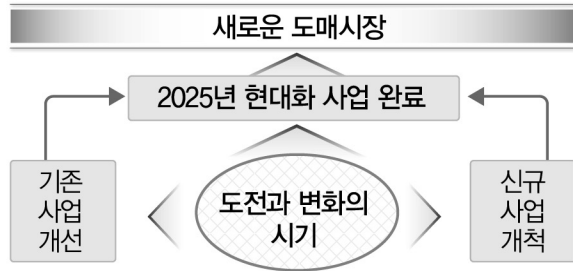 새로운 도매시장
2025년 현대화 사업 완료
기존
사업
개선
도전과 변화의
시기
신규
사업
개척